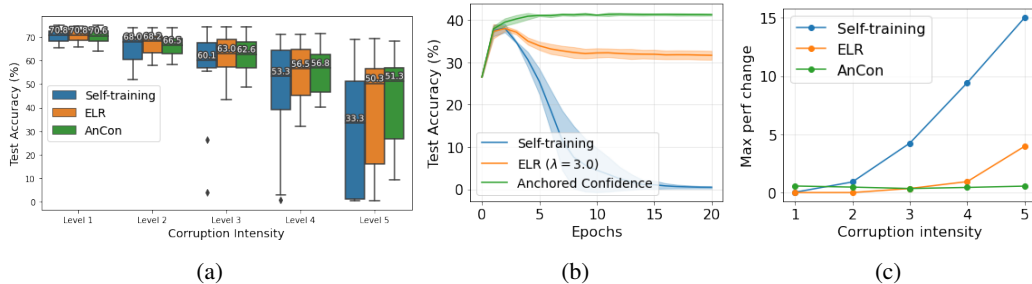 70.8 70.8 70.6
68.0 68.2 66.5
60.1 63.0 62.6
53.3 56.5 56.8
33.3 50.3 51.3
Test Accuracy (%)
70
60
50
40
30
20
10
0
Self-training
ELR
AnCon
Level 1 Level 2 Level 3 Level 4 Level 5
Corruption Intensity
(a)
Test Accuracy (%)
40
30
20
10
0
Self-training
ELR (λ = 3.0)
Anchored Confidence
0 5 10 15 20
Epochs
(b)
Max perf change
15
10
5
0
Self-training
ELR
AnCon
1 2 3 4 5
Corruption intensity
(c)